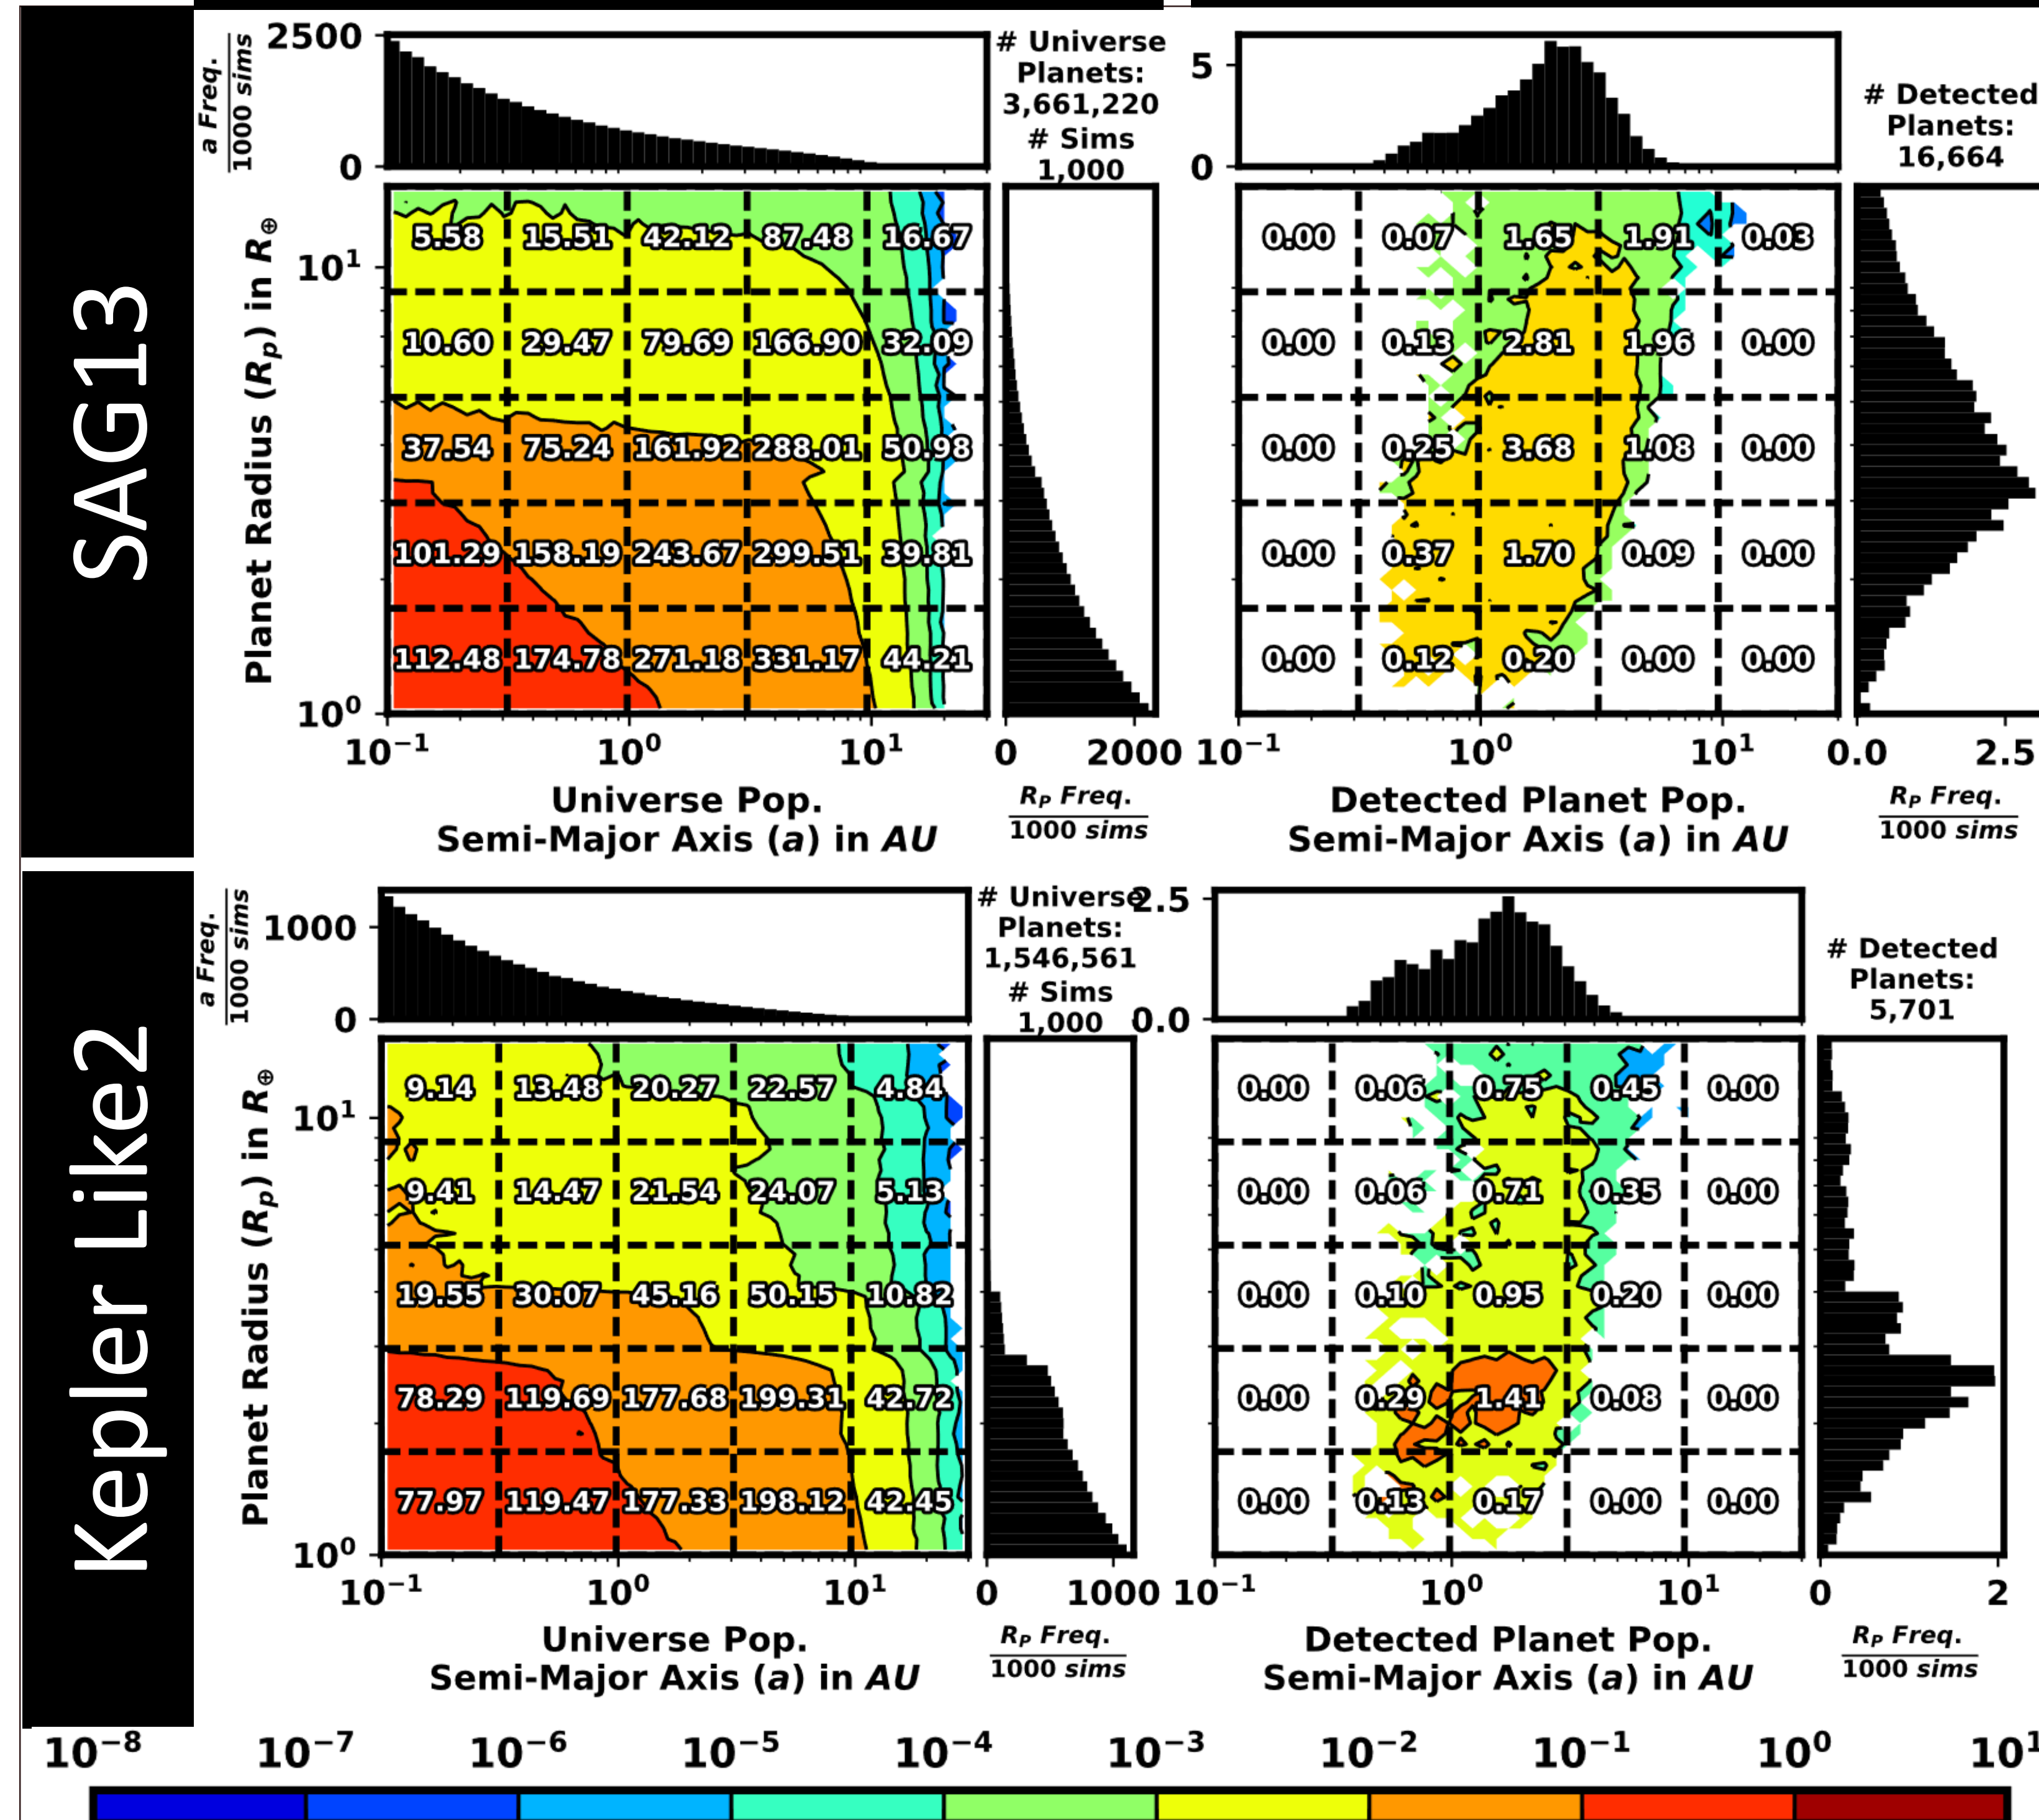 SAG13
a Freq.
1000 sims
2500
0
# Universe
Planets:
3,661,220
# Sims
1,000
5
0
# Detected
Planets:
16,664
Planet Radius (Rp) in R⊕
10¹
10⁰
5.58 15.51 42.12 87.48 16.67
10.60 29.47 79.69 166.90 32.09
37.54 75.24 161.92 288.01 50.98
101.29 158.19 243.67 299.51 39.81
112.48 174.78 271.18 331.17 44.21
0.00 0.07 1.65 1.91 0.03
0.00 0.13 2.81 1.96 0.00
0.00 0.25 3.68 1.08 0.00
0.00 0.37 1.70 0.09 0.00
0.00 0.12 0.20 0.00 0.00
10⁻¹ 10⁰ 10¹ 0 2000 10⁻¹ 10⁰ 10¹ 0.0 2.5
Universe Pop.
Semi-Major Axis (a) in AU
RP Freq.
1000 sims
Detected Planet Pop.
Semi-Major Axis (a) in AU
RP Freq.
1000 sims
Kepler Like2
a Freq.
1000 sims
1000
0
# Universe
Planets:
1,546,561
# Sims
1,000
2.5
0.0
# Detected
Planets:
5,701
Planet Radius (Rp) in R⊕
10¹
10⁰
9.14 13.48 20.27 22.57 4.84
9.41 14.47 21.54 24.07 5.13
19.55 30.07 45.16 50.15 10.82
78.29 119.69 177.68 199.31 42.72
77.97 119.47 177.33 198.12 42.45
0.00 0.06 0.75 0.45 0.00
0.00 0.06 0.71 0.35 0.00
0.00 0.10 0.95 0.20 0.00
0.00 0.29 1.41 0.08 0.00
0.00 0.13 0.17 0.00 0.00
10⁻¹ 10⁰ 10¹ 0 1000 10⁻¹ 10⁰ 10¹ 0 2
Universe Pop.
Semi-Major Axis (a) in AU
RP Freq.
1000 sims
Detected Planet Pop.
Semi-Major Axis (a) in AU
RP Freq.
1000 sims
10⁻⁸ 10⁻⁷ 10⁻⁶ 10⁻⁵ 10⁻⁴ 10⁻³ 10⁻² 10⁻¹ 10⁰ 10¹